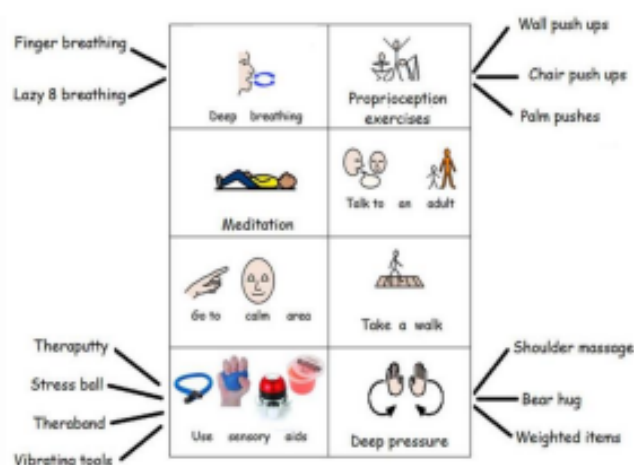 Finger breathing
Lazy 8 breathing
Deep breathing
Proprioception
exercises
Wall push ups
Chair push ups
Palm pushes
Meditation
Talk to an adult
Go to calm area
Take a walk
Theraputty
Stress ball
Theraband
Vibrating tools
Use sensory aids
Deep pressure
Shoulder massage
Bear hug
Weighted items